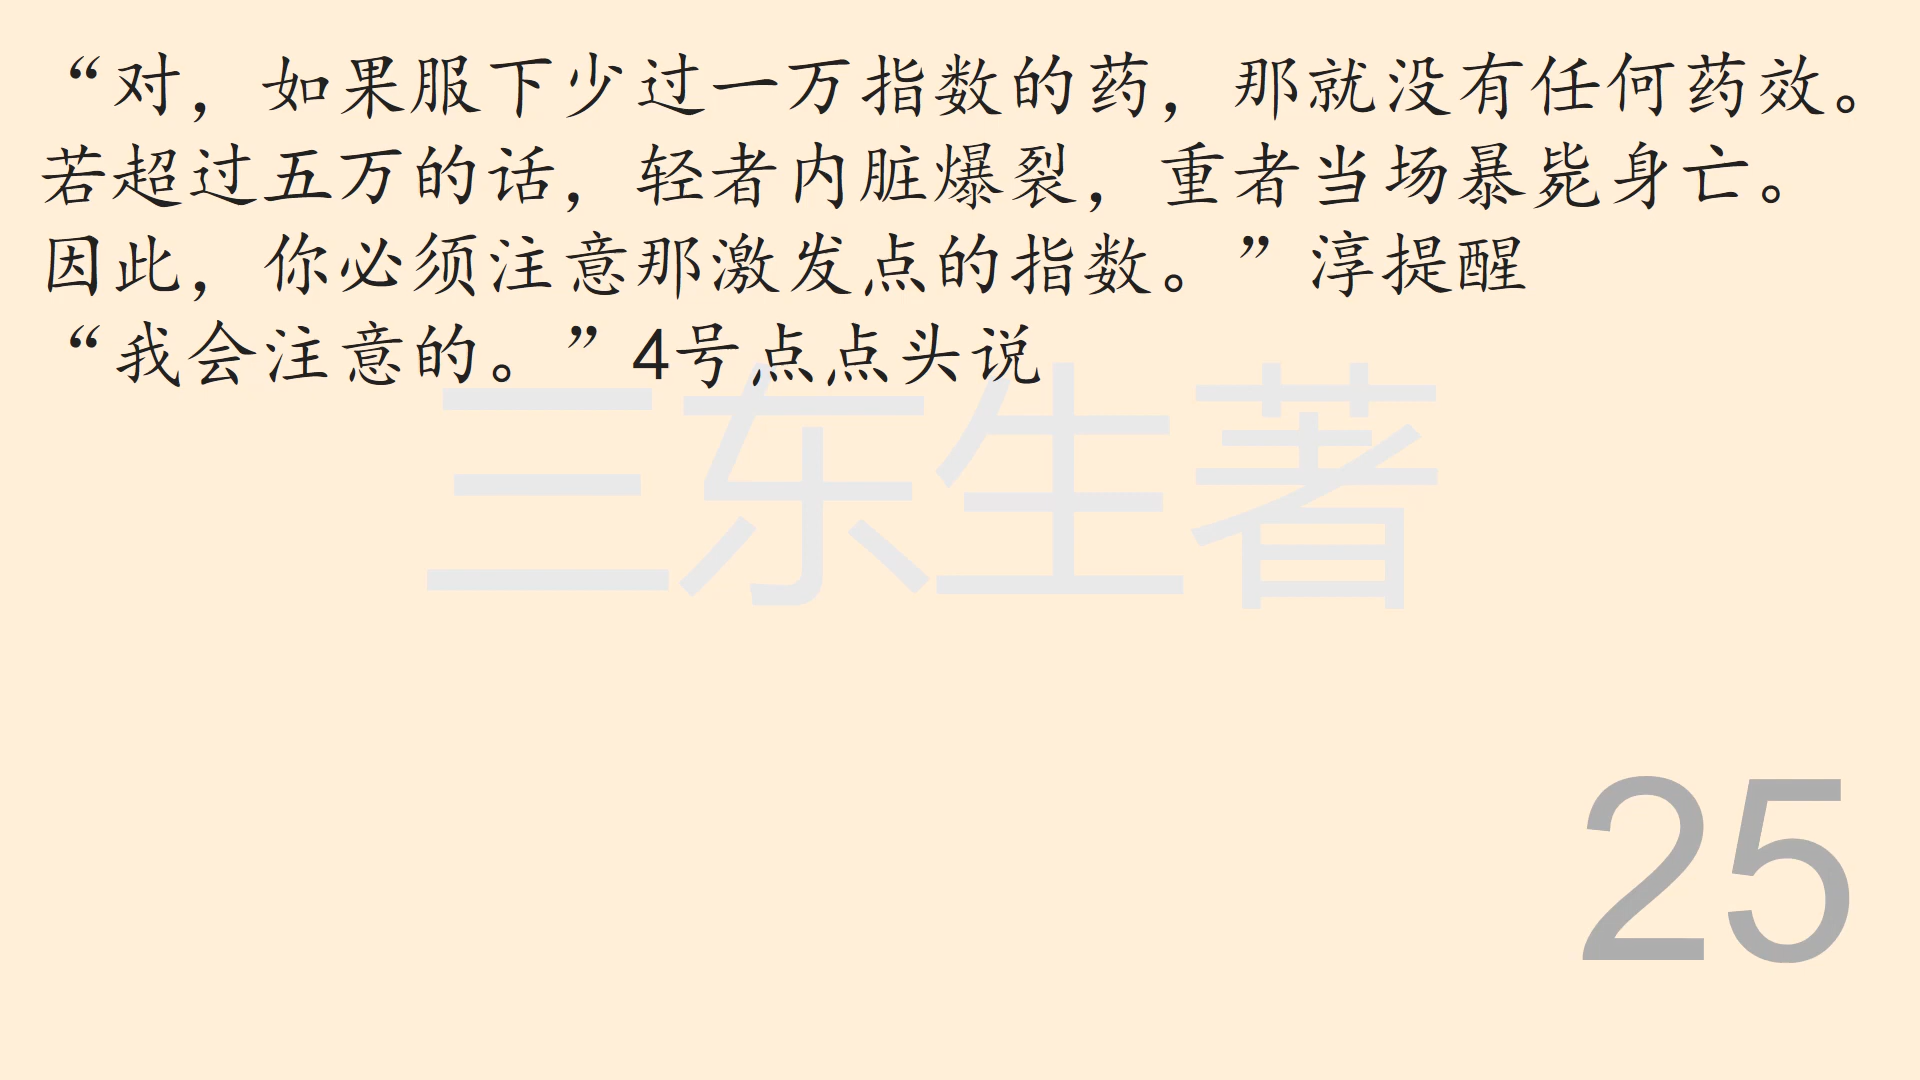 “对，如果服下少过一万指数的药，那就没有任何药效。
若超过五万的话，轻者内脏爆裂，重者当场暴毙身亡。
因此，你必须注意那激发点的指数。”淳提醒
“我会注意的。”4号点点头说
三东生著
25